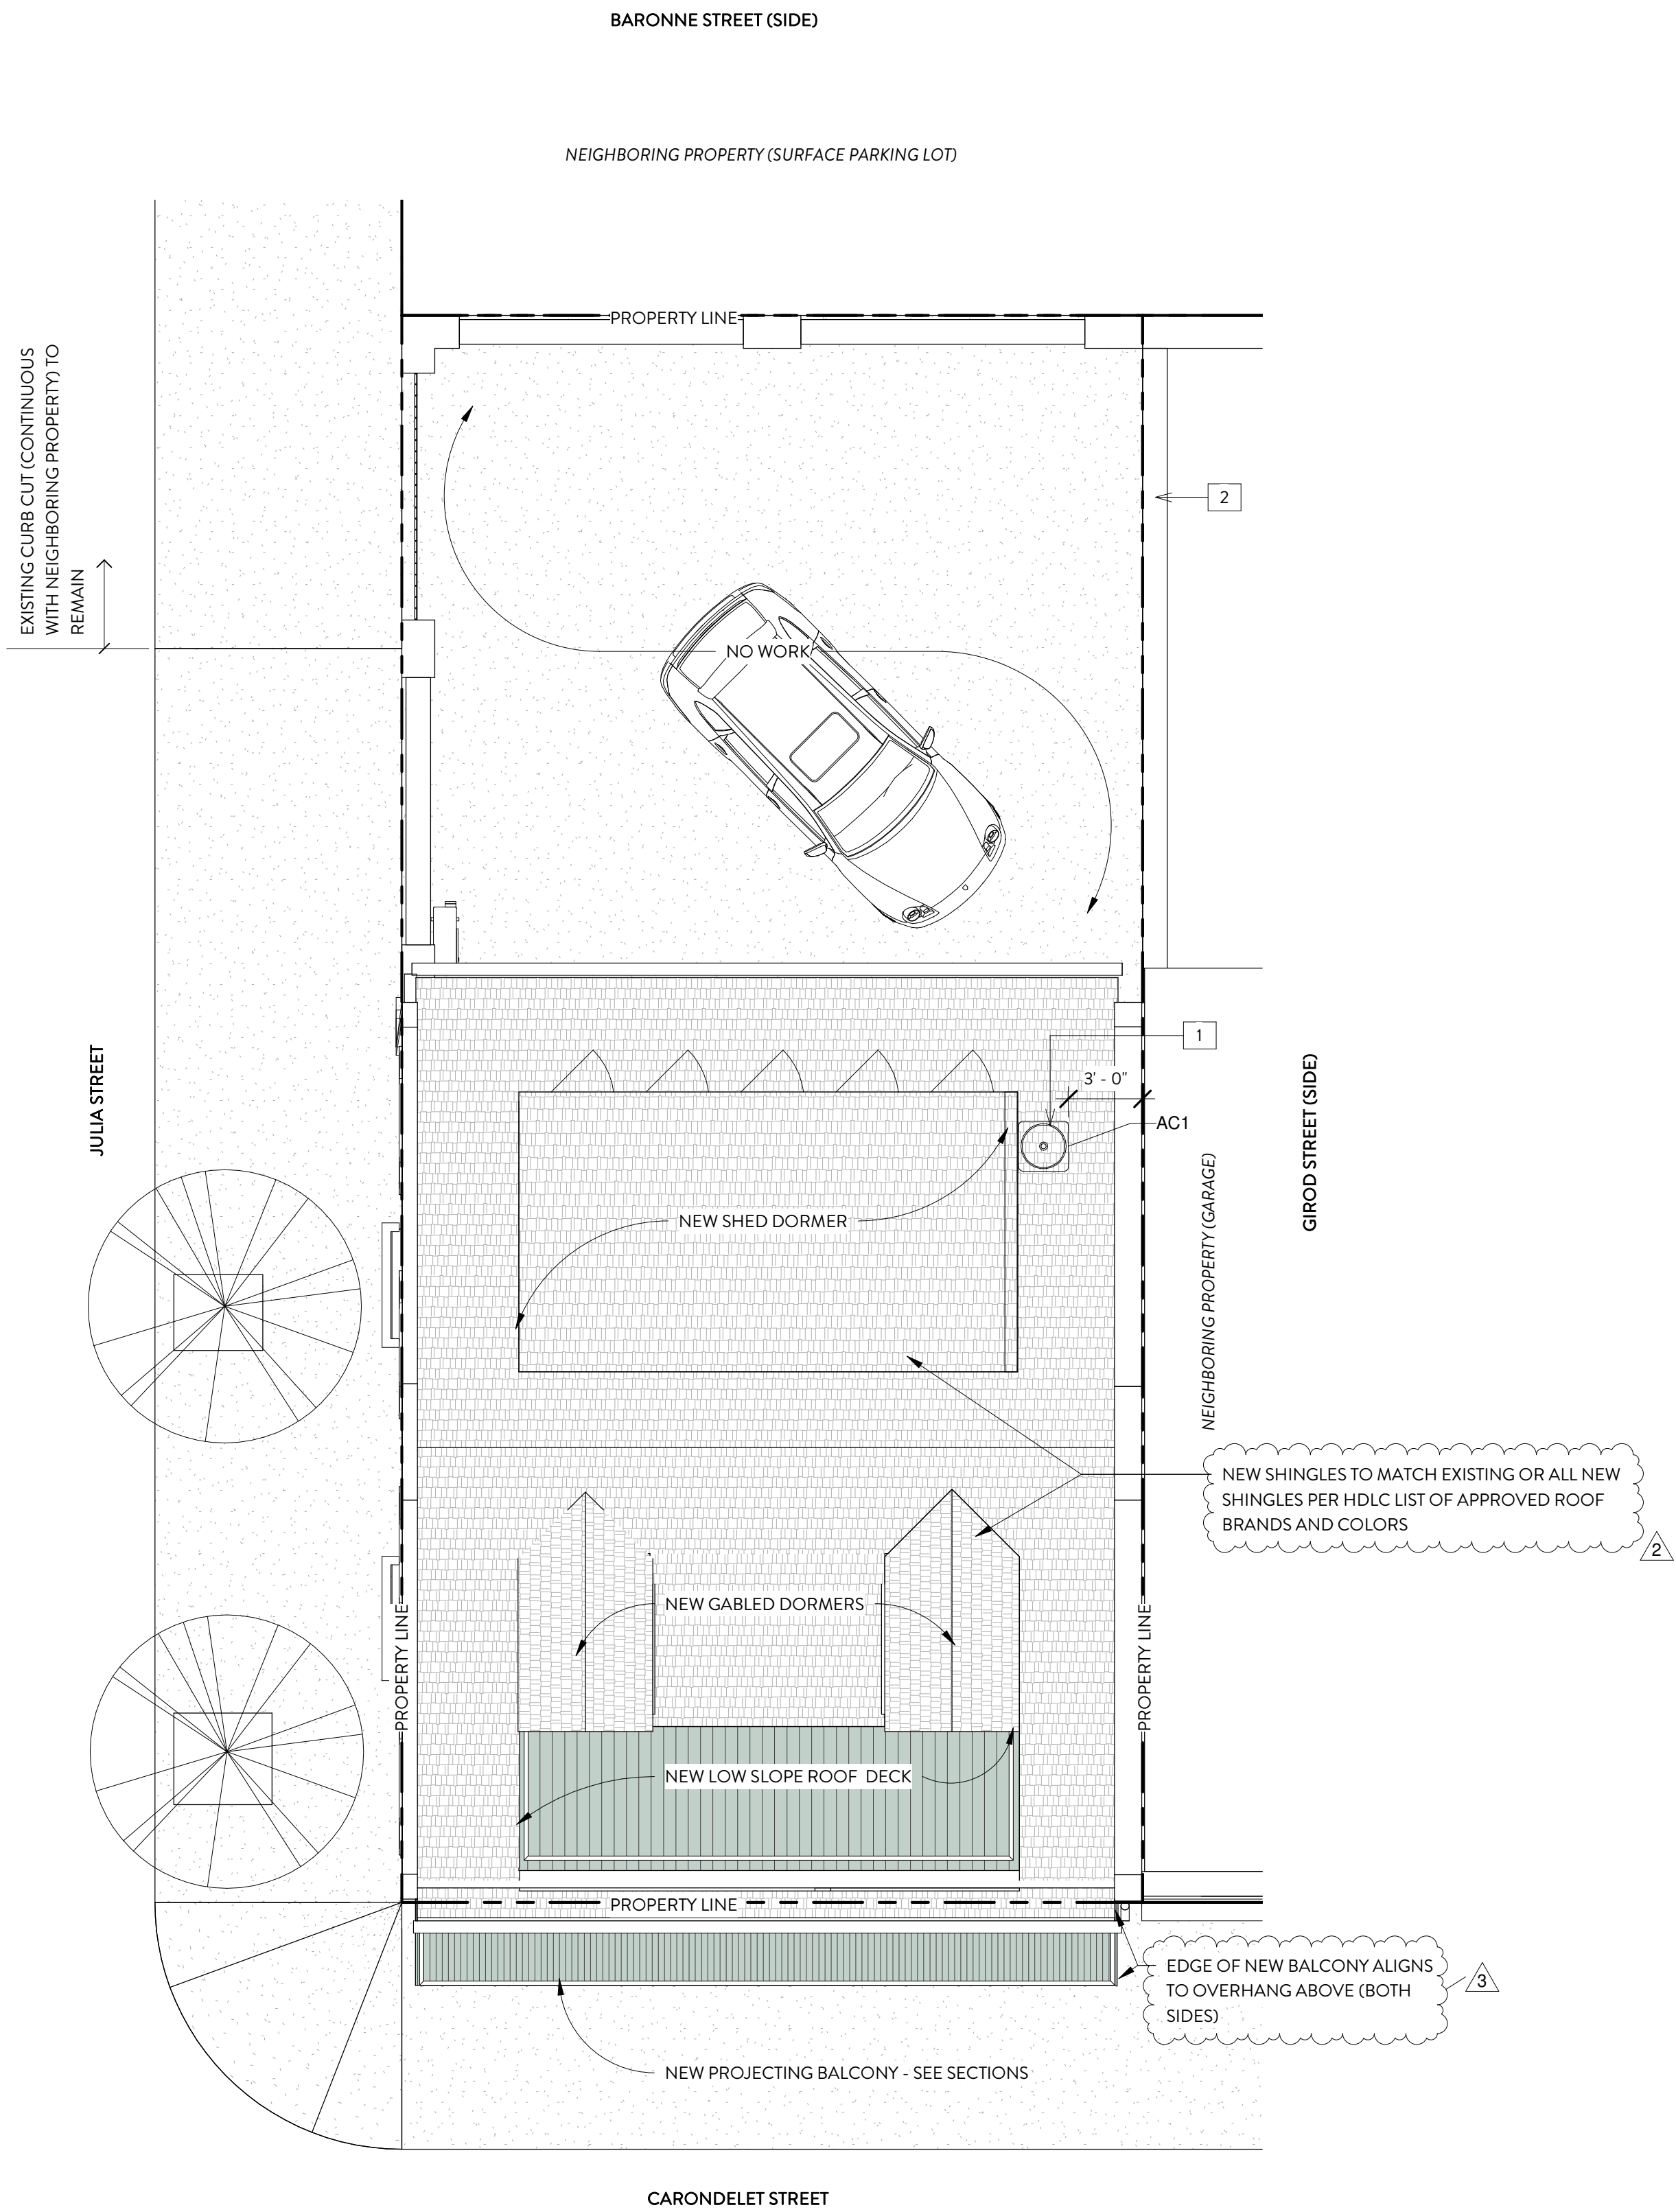 BARONNE STREET (SIDE)
NEIGHBORING PROPERTY (SURFACE PARKING LOT)
PROPERTY LINE
EXISTING CURB CUT (CONTINUOUS
WITH NEIGHBORING PROPERTY) TO
REMAIN
2
NO WORK
1
3' - 0"
AC1
JULIA STREET
GIROD STREET (SIDE)
NEIGHBORING PROPERTY (GARAGE)
NEW SHED DORMER
NEW SHINGLES TO MATCH EXISTING OR ALL NEW
SHINGLES PER HDLC LIST OF APPROVED ROOF
BRANDS AND COLORS
2
NEW GABLED DORMERS
PROPERTY LINE
PROPERTY LINE
NEW LOW SLOPE ROOF DECK
PROPERTY LINE
EDGE OF NEW BALCONY ALIGNS
TO OVERHANG ABOVE (BOTH
SIDES)
3
NEW PROJECTING BALCONY - SEE SECTIONS
CARONDELET STREET